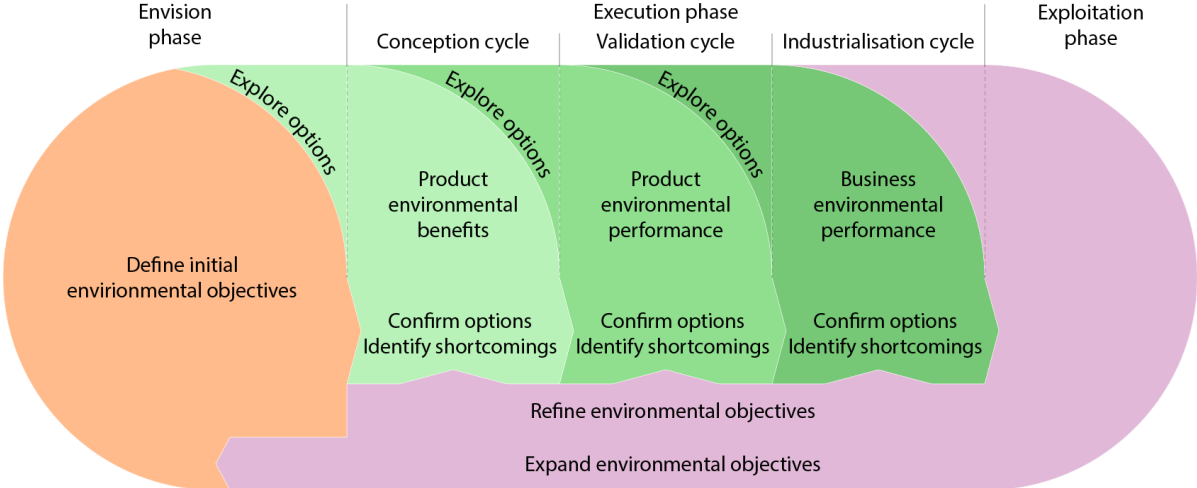 Envision
phase
Execution phase
Exploitation
phase
Conception cycle
Validation cycle
Industrialisation cycle
Explore options
Explore options
Explore options
Product
environmental
benefits
Product
environmental
performance
Business
environmental
performance
Define initial
envirionmental objectives
Confirm options
Identify shortcomings
Confirm options
Identify shortcomings
Confirm options
Identify shortcomings
Refine environmental objectives
Expand environmental objectives